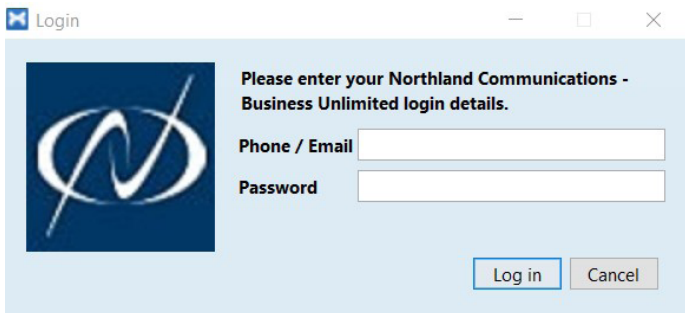 Login
Please enter your Northland Communications -
Business Unlimited login details.
Phone / Email
Password
Log in
Cancel